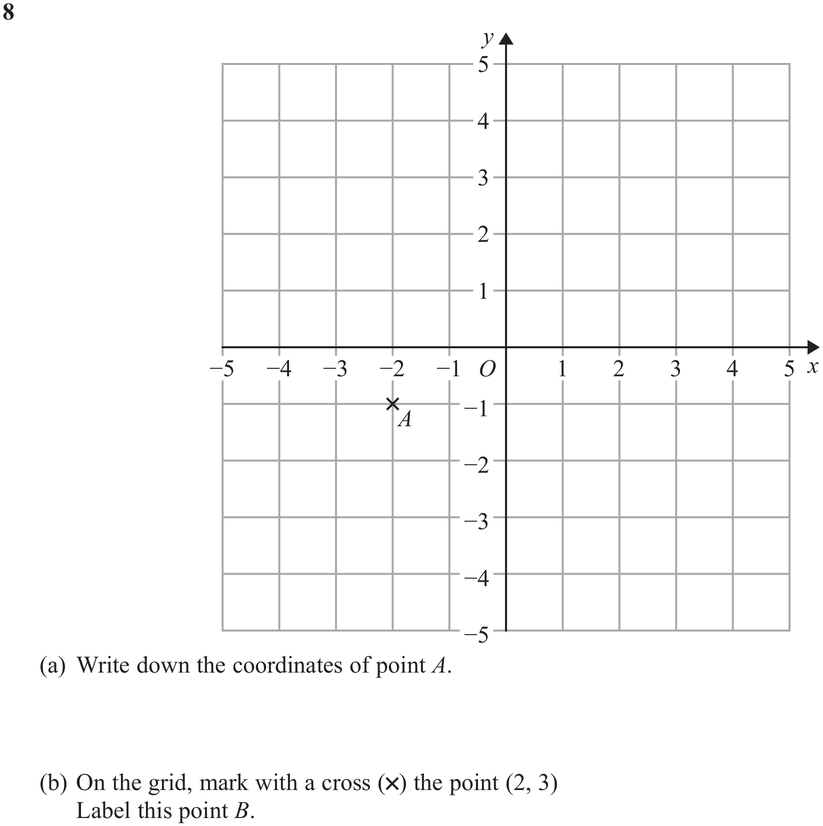 8
y
5
4
3
2
1
−5 −4 −3 −2 −1 O 1 2 3 4 5 x
−1
A
−2
−3
−4
−5
(a) Write down the coordinates of point A.
(b) On the grid, mark with a cross (×) the point (2, 3)
Label this point B.